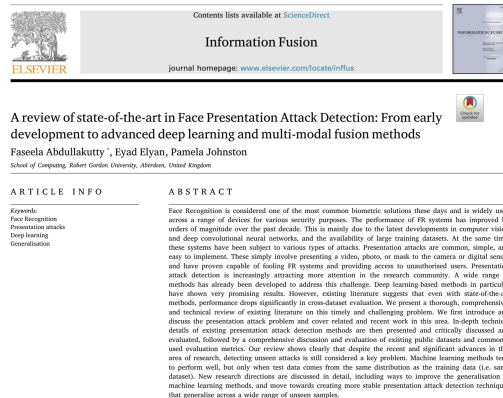 Contents lists available at ScienceDirect
Information Fusion
journal homepage: www.elsevier.com/locate/inffus
ELSEVIER
INFORMATION FUSION
Check for
updates
A review of state-of-the-art in Face Presentation Attack Detection: From early
development to advanced deep learning and multi-modal fusion methods
Faseela Abdullakutty *, Eyad Elyan, Pamela Johnston
School of Computing, Robert Gordon University, Aberdeen, United Kingdom
ARTICLE INFO
Keywords:
Face Recognition
Presentation attacks
Deep learning
Generalisation
ABSTRACT
Face Recognition is considered one of the most common biometric solutions these days and is widely use
across a range of devices for various security purposes. The performance of FR systems has improved b
orders of magnitude over the past decade. This is mainly due to the latest developments in computer visio
and deep convolutional neural networks, and the availability of large training datasets. At the same tim
these systems have been subject to various types of attacks. Presentation attacks are common, simple, an
easy to implement. These simply involve presenting a video, photo, or mask to the camera or digital sens
and have proven capable of fooling FR systems and providing access to unauthorised users. Presentatio
attack detection is increasingly attracting more attention in the research community. A wide range
methods has already been developed to address this challenge. Deep learning-based methods in particul
have shown very promising results. However, existing literature suggests that even with state-of-the-a
methods, performance drops significantly in cross-dataset evaluation. We present a thorough, comprehensiv
and technical review of existing literature on this timely and challenging problem. We first introduce an
discuss the presentation attack problem and cover related and recent work in this area. In-depth technic
details of existing presentation attack detection methods are then presented and critically discussed an
evaluated, followed by a comprehensive discussion and evaluation of existing public datasets and common
used evaluation metrics. Our review shows clearly that despite the recent and significant advances in th
area of research, detecting unseen attacks is still considered a key problem. Machine learning methods ten
to perform well, but only when test data comes from the same distribution as the training data (i.e. sam
dataset). New research directions are discussed in detail, including ways to improve the generalisation
machine learning methods, and move towards creating more stable presentation attack detection technique
that generalise across a wide range of unseen samples.